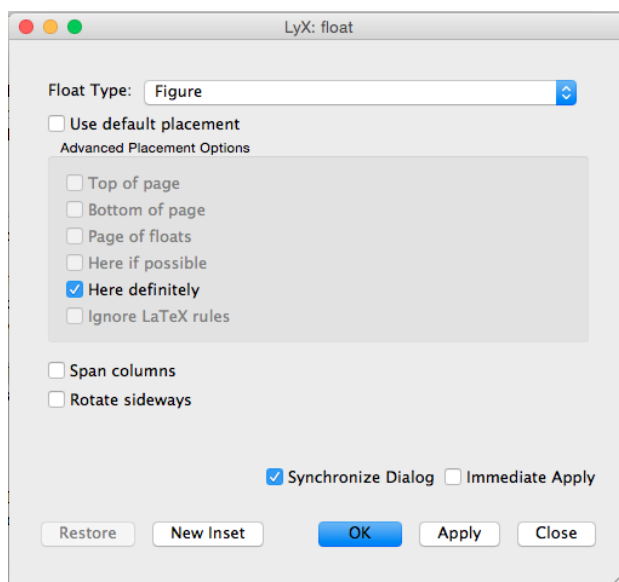 LyX: float
Float Type: Figure
Use default placement
Advanced Placement Options
Top of page
Bottom of page
Page of floats
Here if possible
Here definitely
Ignore LaTeX rules
Span columns
Rotate sideways
Synchronize Dialog Immediate Apply
Restore New Inset OK Apply Close